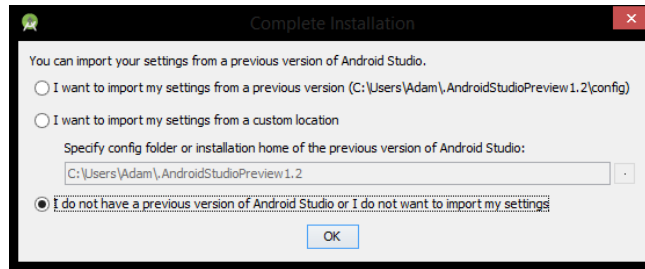 Complete Installation
You can import your settings from a previous version of Android Studio.
I want to import my settings from a previous version (C:\Users\Adam\.AndroidStudioPreview1.2\config)
I want to import my settings from a custom location
Specify config folder or installation home of the previous version of Android Studio:
C:\Users\Adam\.AndroidStudioPreview1.2
I do not have a previous version of Android Studio or I do not want to import my settings
OK